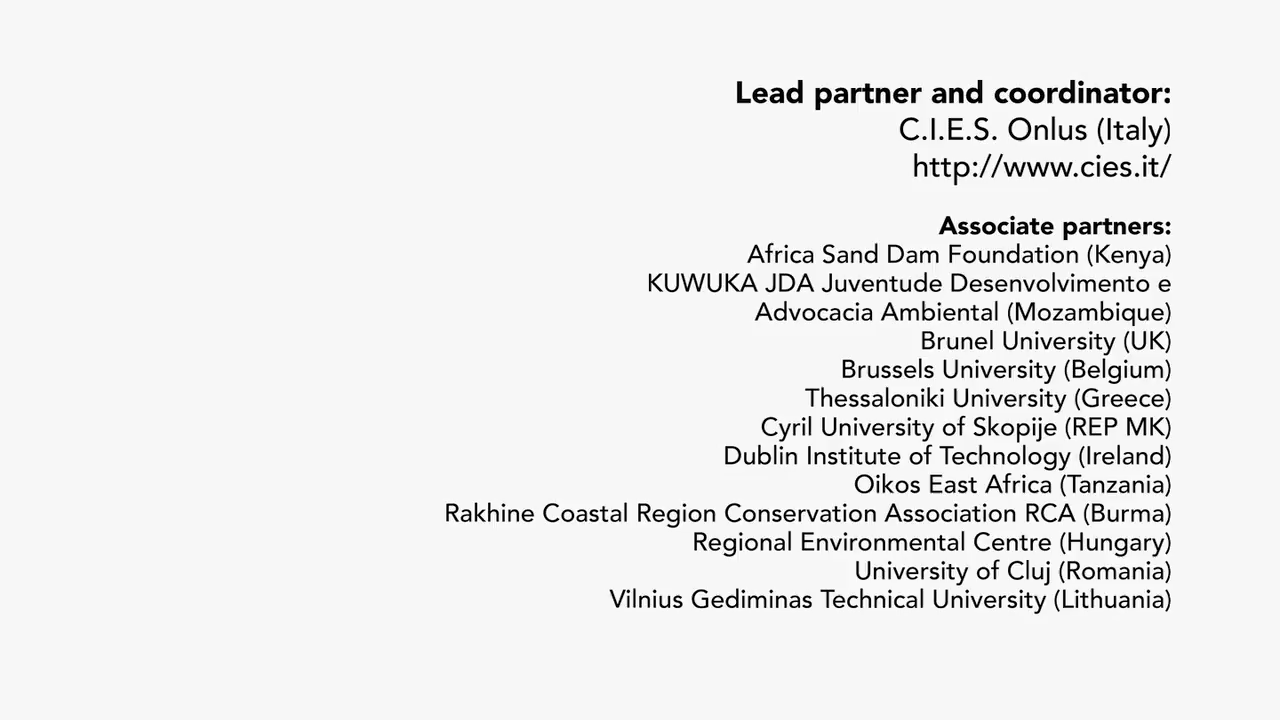 Lead partner and coordinator:
C.I.E.S. Onlus (Italy)
http://www.cies.it/
Associate partners:
Africa Sand Dam Foundation (Kenya)
KUWUKA JDA Juventude Desenvolvimento e
Advocacia Ambiental (Mozambique)
Brunel University (UK)
Brussels University (Belgium)
Thessaloniki University (Greece)
Cyril University of Skopije (REP MK)
Dublin Institute of Technology (Ireland)
Oikos East Africa (Tanzania)
Rakhine Coastal Region Conservation Association RCA (Burma)
Regional Environmental Centre (Hungary)
University of Cluj (Romania)
Vilnius Gediminas Technical University (Lithuania)